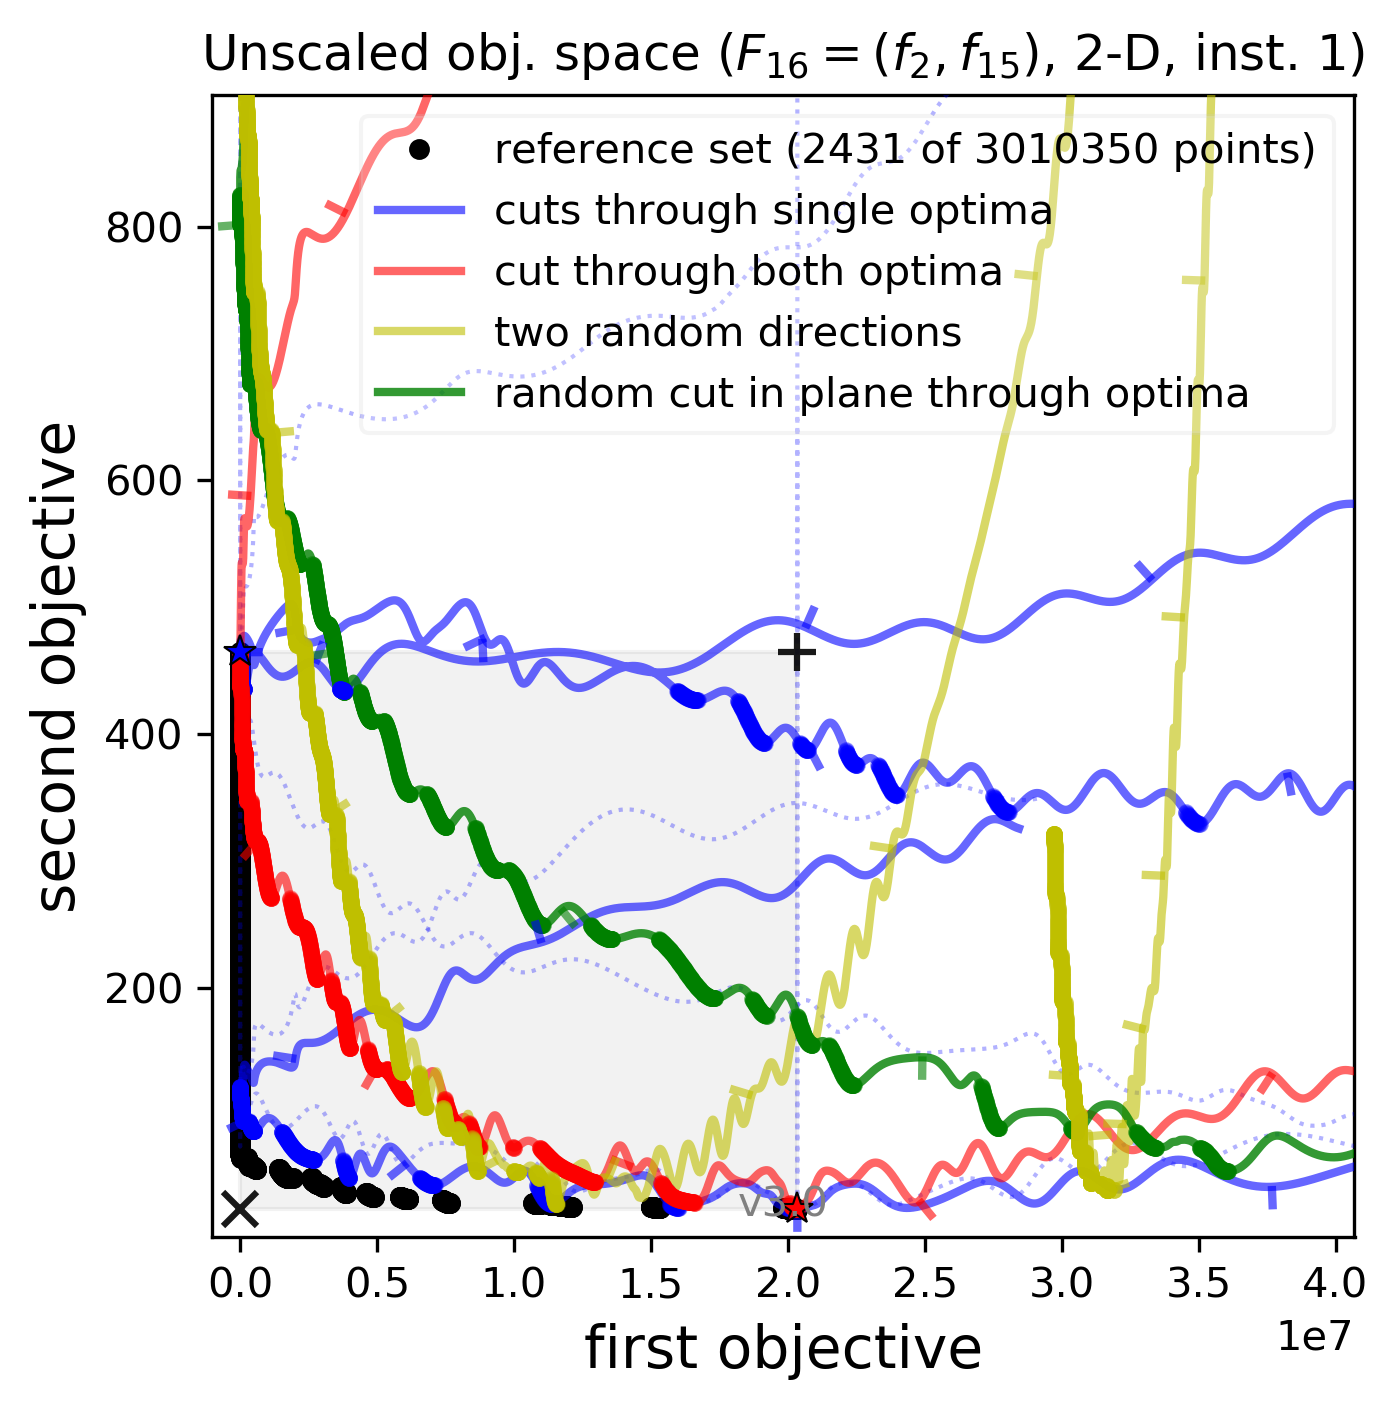 Unscaled obj. space (F₁₆ = (f₂, f₁₅), 2-D, inst. 1)
reference set (2431 of 3010350 points)
cuts through single optima
cut through both optima
two random directions
random cut in plane through optima
second objective
800
600
400
200
v3.0
0.0 0.5 1.0 1.5 2.0 2.5 3.0 3.5 4.0
1e7
first objective